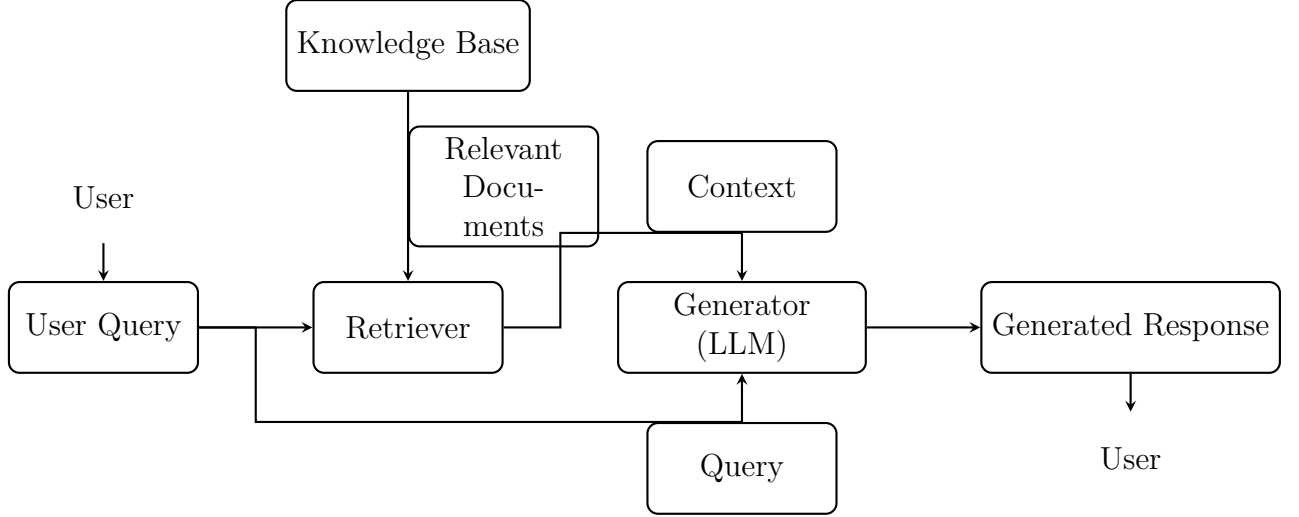 Knowledge Base
Relevant
Docu-
ments
Context
User
User Query
Retriever
Generator
(LLM)
Generated Response
Query
User